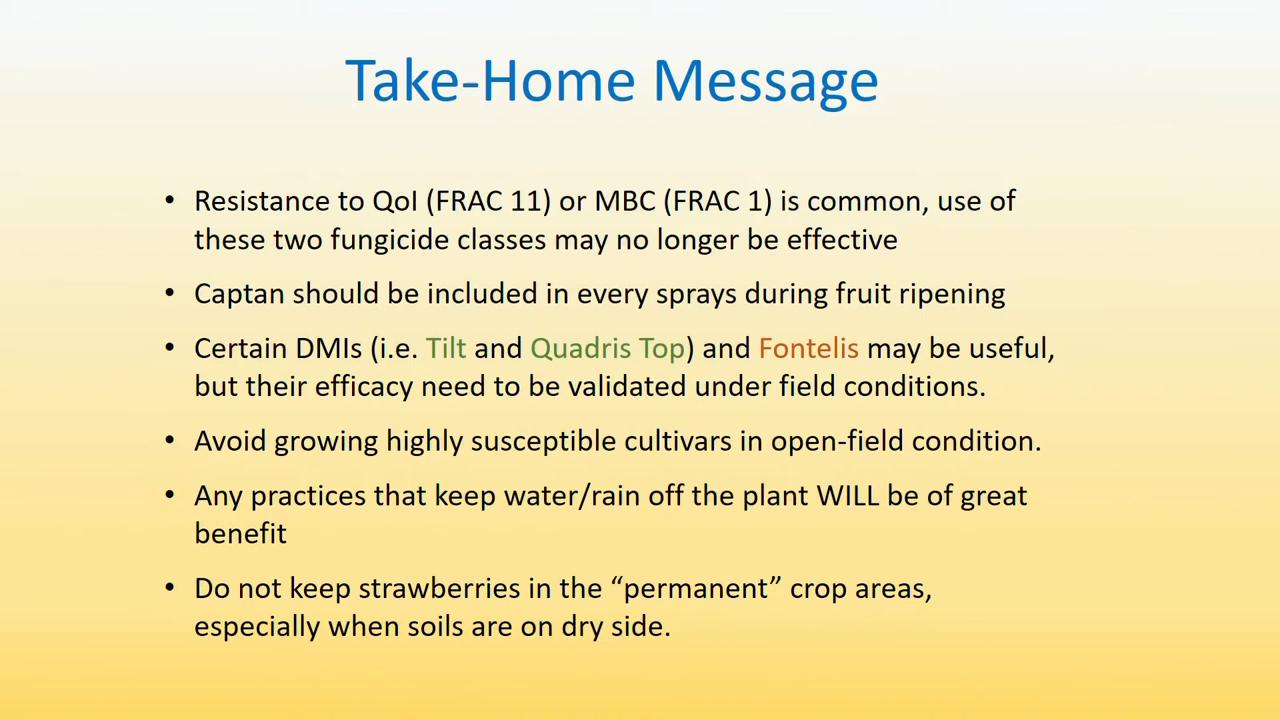 Take-Home Message
• Resistance to QoI (FRAC 11) or MBC (FRAC 1) is common, use of
these two fungicide classes may no longer be effective
• Captan should be included in every sprays during fruit ripening
• Certain DMIs (i.e. Tilt and Quadris Top) and Fontelis may be useful,
but their efficacy need to be validated under field conditions.
• Avoid growing highly susceptible cultivars in open-field condition.
• Any practices that keep water/rain off the plant WILL be of great
benefit
• Do not keep strawberries in the “permanent” crop areas,
especially when soils are on dry side.